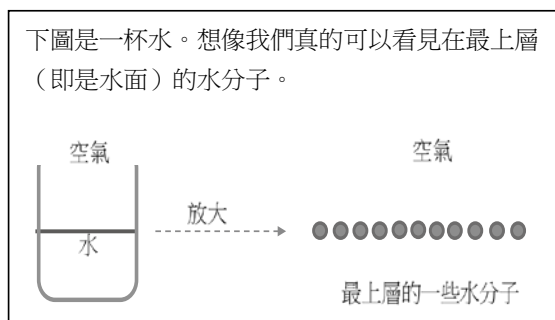 下圖是一杯水。想像我們真的可以看見在最上層
（即是水面）的水分子。
空氣
空氣
放大
水
最上層的一些水分子